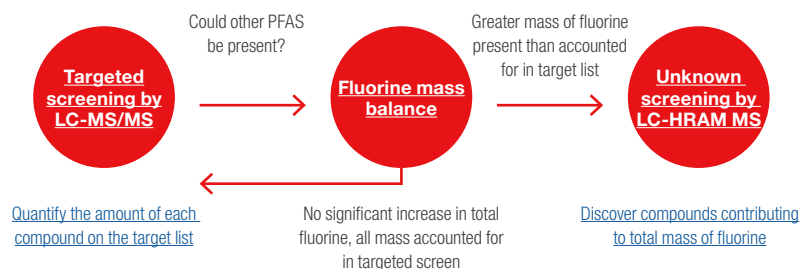 Could other PFAS
be present?
Greater mass of fluorine
present than accounted
for in target list
Targeted
screening by
LC-MS/MS
Fluorine mass
balance
Unknown
screening by
LC-HRAM MS
Quantify the amount of each
compound on the target list
No significant increase in total
fluorine, all mass accounted for
in targeted screen
Discover compounds contributing
to total mass of fluorine